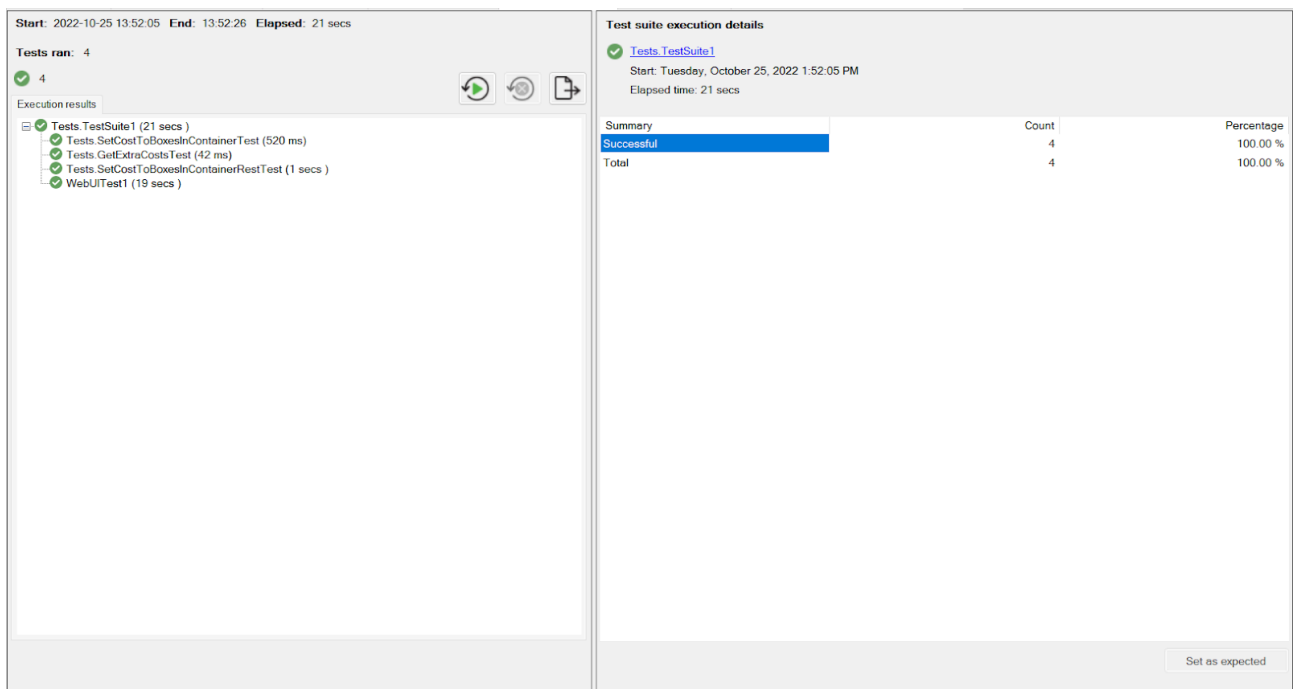 Start: 2022-10-25 13:52:05 End: 13:52:26 Elapsed: 21 secs
Tests ran: 4
4
Execution results
Tests.TestSuite1 (21 secs )
Tests.SetCostToBoxesInContainerTest (520 ms)
Tests.GetExtraCostsTest (42 ms)
Tests.SetCostToBoxesInContainerRestTest (1 secs )
WebUITest1 (19 secs )
Test suite execution details
Tests.TestSuite1
Start: Tuesday, October 25, 2022 1:52:05 PM
Elapsed time: 21 secs
Summary Count Percentage
Successful 4 100.00 %
Total 4 100.00 %
Set as expected